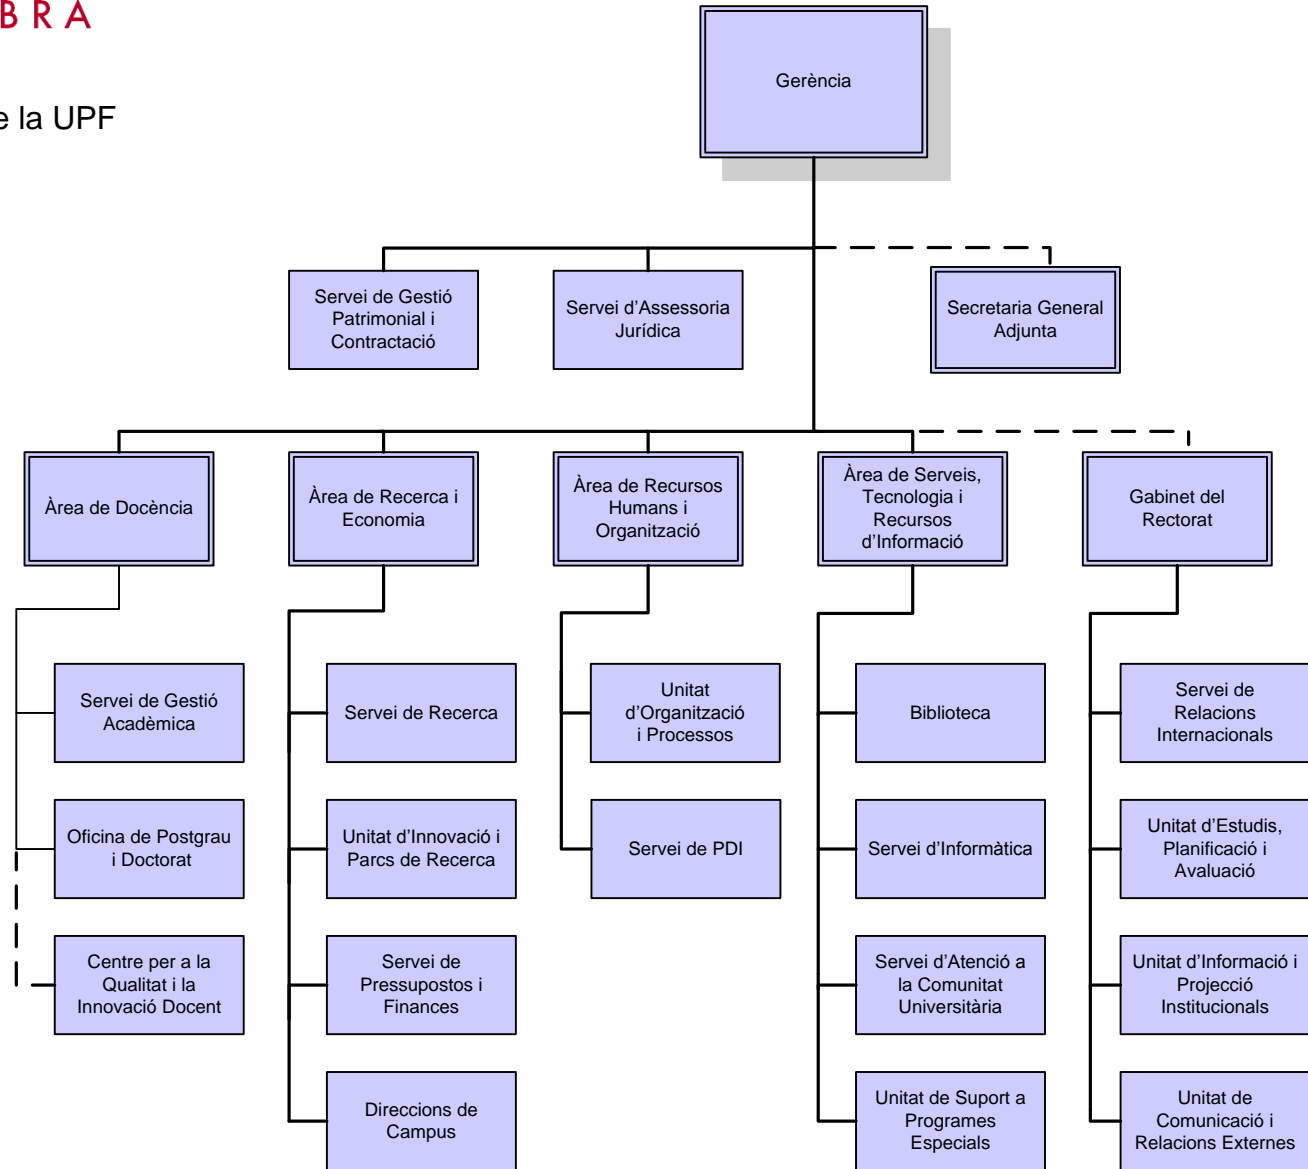 BRA
e la UPF
Gerència
Servei de Gestió
Patrimonial i
Contractació
Servei d’Assessoria
Jurídica
Secretaria General
Adjunta
Àrea de Docència
Àrea de Recerca i
Economia
Àrea de Recursos
Humans i
Organització
Àrea de Serveis,
Tecnologia i
Recursos
d’Informació
Gabinet del
Rectorat
Servei de Gestió
Acadèmica
Servei de Recerca
Unitat
d’Organització
i Processos
Biblioteca
Servei de
Relacions
Internacionals
Oficina de Postgrau
i Doctorat
Unitat d’Innovació i
Parcs de Recerca
Servei de PDI
Servei d’Informàtica
Unitat d’Estudis,
Planificació i
Avaluació
Centre per a la
Qualitat i la
Innovació Docent
Servei de
Pressupostos i
Finances
Servei d’Atenció a
la Comunitat
Universitària
Unitat d’Informació i
Projecció
Institucionals
Direccions de
Campus
Unitat de Suport a
Programes
Especials
Unitat de
Comunicació i
Relacions Externes